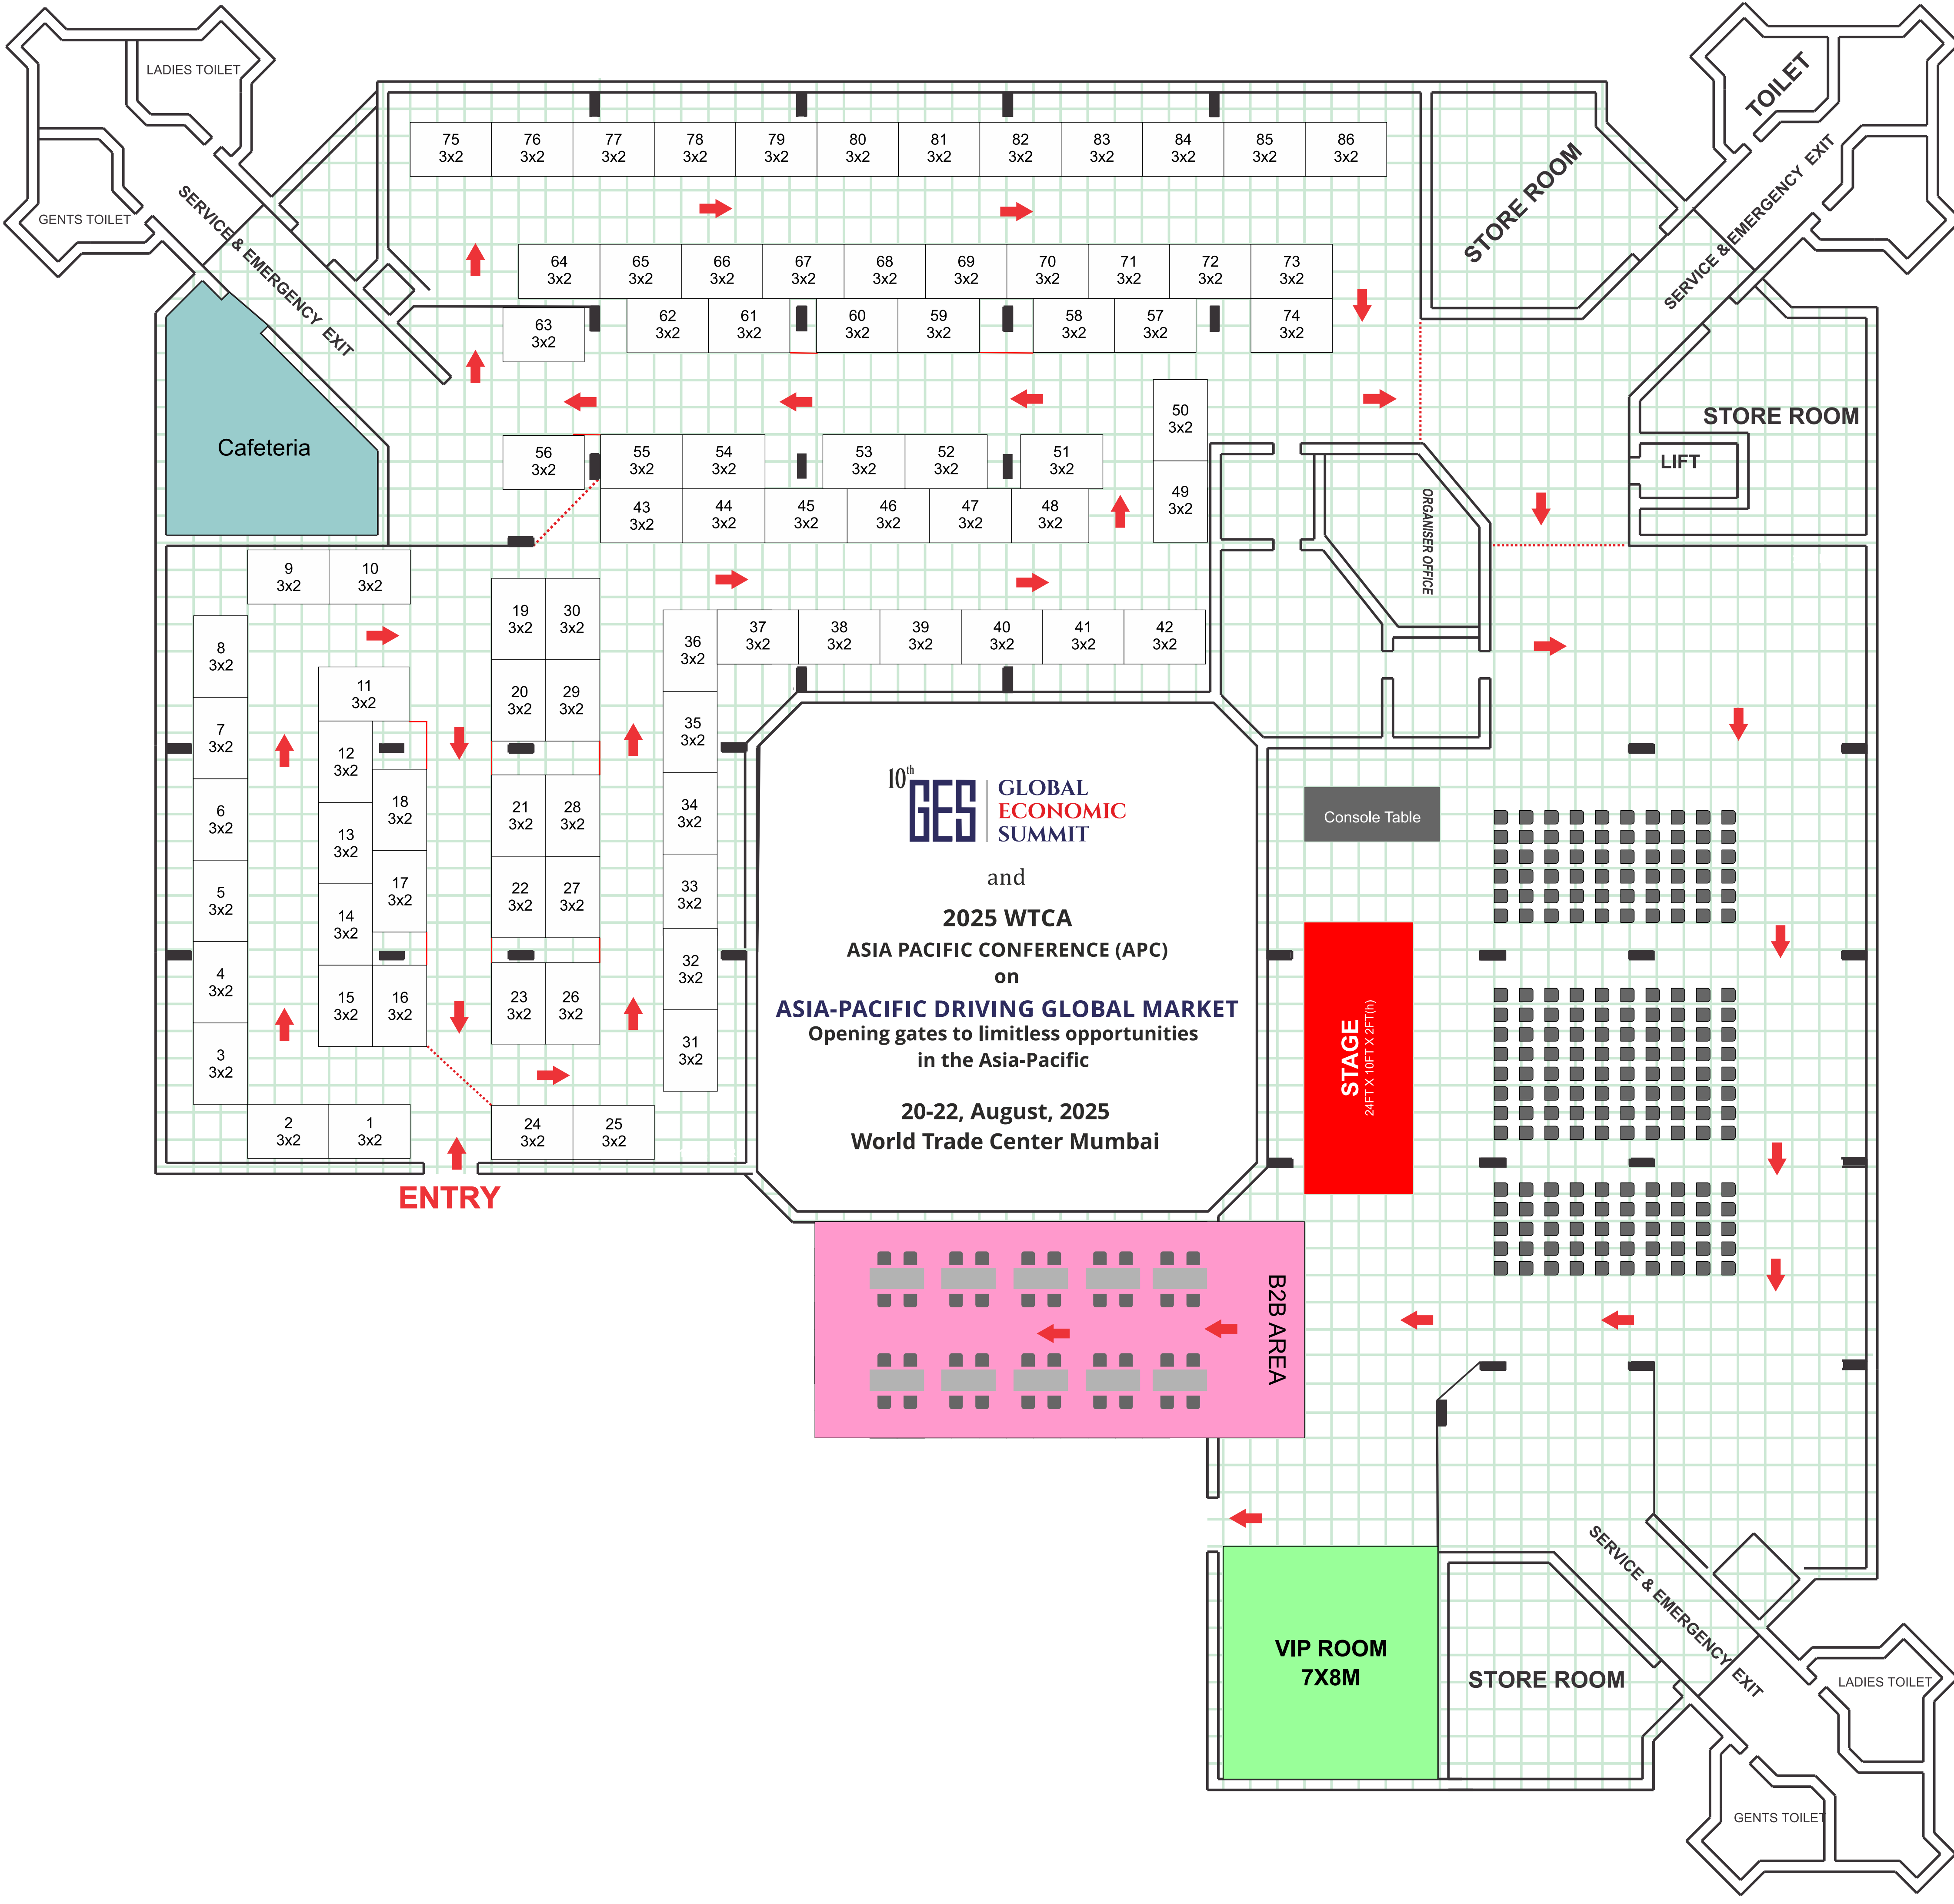 LADIES TOILET
GENTS TOILET
SERVICE & EMERGENCY EXIT
Cafeteria
75
3x2
76
3x2
77
3x2
78
3x2
79
3x2
80
3x2
81
3x2
82
3x2
83
3x2
84
3x2
85
3x2
86
3x2
64
3x2
65
3x2
66
3x2
67
3x2
68
3x2
69
3x2
70
3x2
71
3x2
72
3x2
73
3x2
63
3x2
62
3x2
61
3x2
60
3x2
59
3x2
58
3x2
57
3x2
74
3x2
50
3x2
49
3x2
56
3x2
55
3x2
54
3x2
53
3x2
52
3x2
51
3x2
43
3x2
44
3x2
45
3x2
46
3x2
47
3x2
48
3x2
STORE ROOM
TOILET
SERVICE & EMERGENCY EXIT
STORE ROOM
LIFT
ORGANISER OFFICE
9
3x2
10
3x2
8
3x2
7
3x2
6
3x2
5
3x2
4
3x2
3
3x2
2
3x2
1
3x2
11
3x2
12
3x2
13
3x2
14
3x2
15
3x2
18
3x2
17
3x2
16
3x2
19
3x2
30
3x2
20
3x2
29
3x2
21
3x2
28
3x2
22
3x2
27
3x2
23
3x2
26
3x2
24
3x2
25
3x2
36
3x2
35
3x2
34
3x2
33
3x2
32
3x2
31
3x2
37
3x2
38
3x2
39
3x2
40
3x2
41
3x2
42
3x2
ENTRY
10th
GES
GLOBAL
ECONOMIC
SUMMIT
and
2025 WTCA
ASIA PACIFIC CONFERENCE (APC)
on
ASIA-PACIFIC DRIVING GLOBAL MARKET
Opening gates to limitless opportunities
in the Asia-Pacific
20-22, August, 2025
World Trade Center Mumbai
Console Table
STAGE
24FT X 10FT X 2FT(h)
B2B AREA
VIP ROOM
7X8M
STORE ROOM
SERVICE & EMERGENCY EXIT
LADIES TOILET
GENTS TOILET